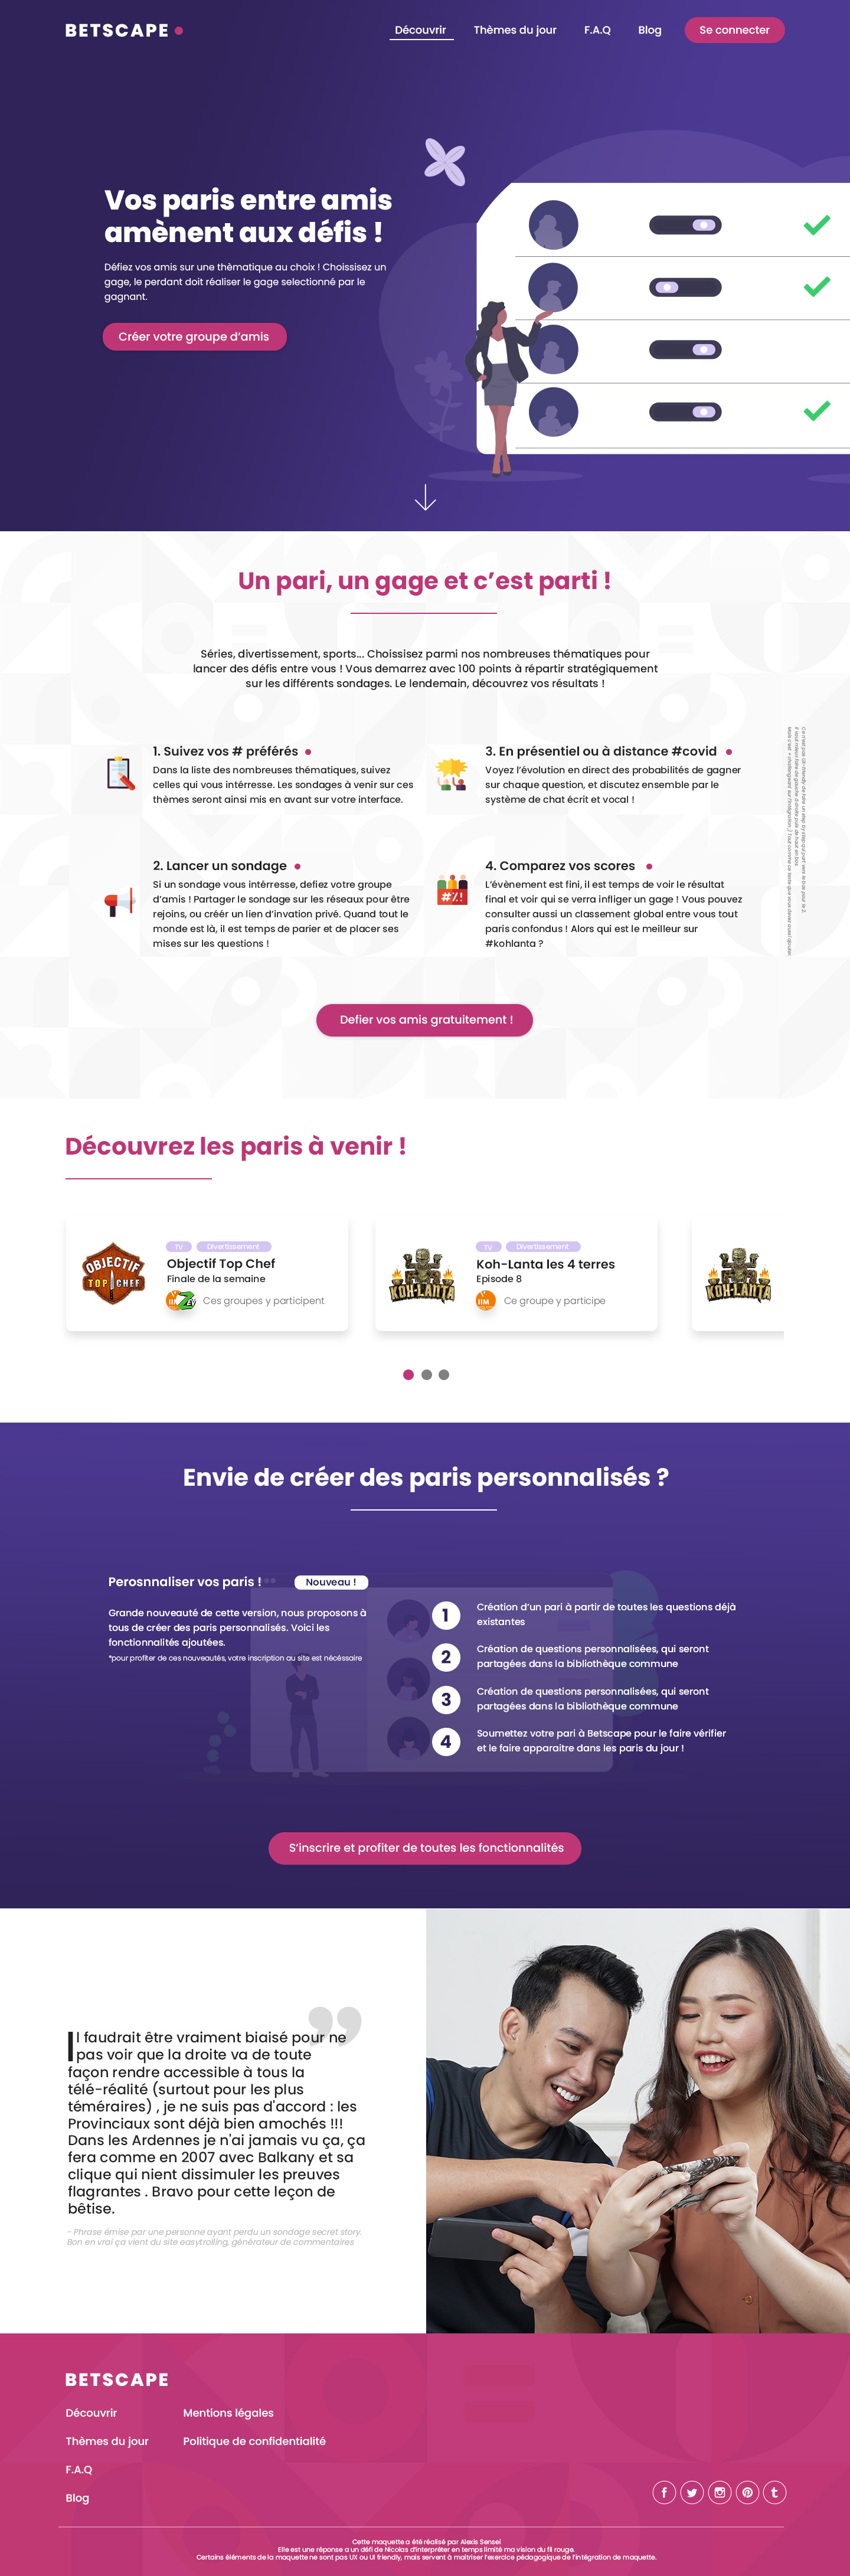 BETSCAPE
Découvrir
Thèmes du jour
F.A.Q
Blog
Se connecter
Vos paris entre amis
amènent aux défis !
Défiez vos amis sur une thèmatique au choix ! Choissisez un
gage, le perdant doit réaliser le gage selectionné par le
gagnant.
Créer votre groupe d’amis
Un pari, un gage et c’est parti !
Séries, divertissement, sports... Choissisez parmi nos nombreuses thématiques pour
lancer des défis entre vous ! Vous demarrez avec 100 points à répartir stratégiquement
sur les différents sondages. Le lendemain, découvrez vos résultats !
1. Suivez vos # préférés
Dans la liste des nombreuses thématiques, suivez
celles qui vous intérresse. Les sondages à venir sur ces
thèmes seront ainsi mis en avant sur votre interface.
2. Lancer un sondage
Si un sondage vous intérresse, defiez votre groupe
d’amis ! Partager le sondage sur les réseaux pour être
rejoins, ou créer un lien d’invation privé. Quand tout le
monde est là, il est temps de parier et de placer ses
mises sur les questions !
3. En présentiel ou à distance #covid
Voyez l’évolution en direct des probabilités de gagner
sur chaque question, et discutez ensemble par le
système de chat écrit et vocal !
#%!
4. Comparez vos scores
L’évènement est fini, il est temps de voir le résultat
final et voir qui se verra infliger un gage ! Vous pouvez
consulter aussi un classement global entre vous tout
paris confondus ! Alors qui est le meilleur sur
#kohlanta ?
Defier vos amis gratuitement !
Découvrez les paris à venir !
OBJECTIF
TOP CHEF
TV
Divertissement
Objectif Top Chef
Finale de la semaine
Ces groupes y participent
KOH-LANTA
TV
Divertissement
Koh-Lanta les 4 terres
Episode 8
IIM
Ce groupe y participe
KOH-LANTA
Envie de créer des paris personnalisés ?
Perosnnaliser vos paris !
Nouveau !
Grande nouveauté de cette version, nous proposons à
tous de créer des paris personnalisés. Voici les
fonctionnalités ajoutées.
*pour profiter de ces nouveautés, votre inscription au site est nécéssaire
1
Création d’un pari à partir de toutes les questions déjà
existantes
2
Création de questions personnalisées, qui seront
partagées dans la bibliothèque commune
3
Création de questions personnalisées, qui seront
partagées dans la bibliothèque commune
4
Soumettez votre pari à Betscape pour le faire vérifier
et le faire apparaitre dans les paris du jour !
S’inscrire et profiter de toutes les fonctionnalités
Il faudrait être vraiment biaisé pour ne
pas voir que la droite va de toute
façon rendre accessible à tous la
télé-réalité (surtout pour les plus
téméraires) , je ne suis pas d'accord : les
Provinciaux sont déjà bien amochés !!!
Dans les Ardennes je n'ai jamais vu ça, ça
fera comme en 2007 avec Balkany et sa
clique qui nient dissimuler les preuves
flagrantes . Bravo pour cette leçon de
bêtise.
- Phrase émise par une personne ayant perdu un sondage secret story.
Bon en vrai ça vient du site easytrolling, générateur de commentaires
BETSCAPE
Découvrir
Mentions légales
Thèmes du jour
Politique de confidentialité
F.A.Q
Blog
Cette maquette a été réalisé par Alexis Sensei
Elle est une réponse a un défi de Nicolas d’interpréter en temps limité ma vision du fil rouge.
Certains éléments de la maquette ne sont pas UX ou UI friendly, mais servent à maitriser l’exercice pédagogique de l’intégration de maquette.